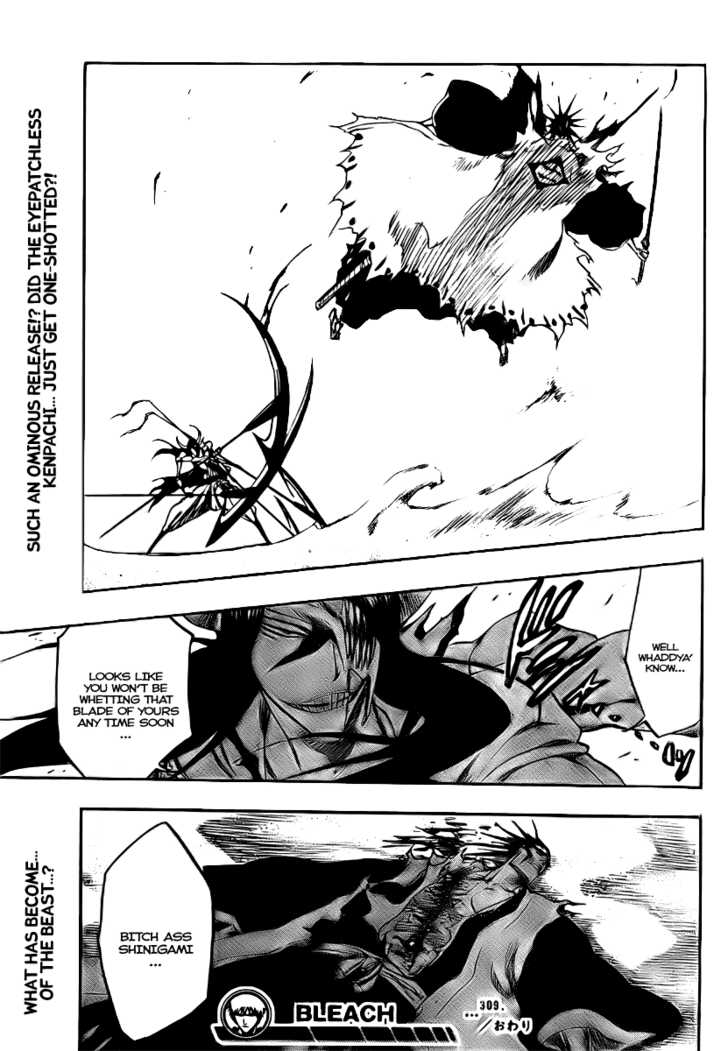 SUCH AN OMINOUS RELEASE!? DID THE EYEPATCHLESS
KENPACHI... JUST GET ONE-SHOTTED?!
WELL
WHADDYA'
KNOW...
LOOKS LIKE
YOU WON'T BE
WHETTING THAT
BLADE OF YOURS
ANY TIME SOON
...
WHAT HAS BECOME...
OF THE BEAST...?
BITCH ASS
SHINIGAMI
...
BLEACH
309.
...
/おわり